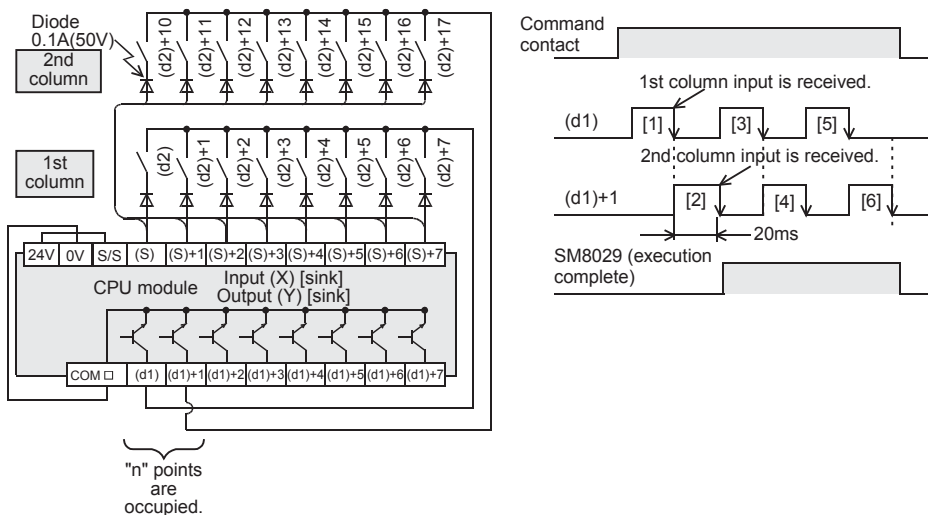 Diode
0.1A(50V)
2nd
column
(d2)+10
(d2)+11
(d2)+12
(d2)+13
(d2)+14
(d2)+15
(d2)+16
(d2)+17
1st
column
(d2)
(d2)+1
(d2)+2
(d2)+3
(d2)+4
(d2)+5
(d2)+6
(d2)+7
24V 0V S/S (S) (S)+1 (S)+2 (S)+3 (S)+4 (S)+5 (S)+6 (S)+7
CPU module
Input (X) [sink]
Output (Y) [sink]
COM □ (d1) (d1)+1 (d1)+2 (d1)+3 (d1)+4 (d1)+5 (d1)+6 (d1)+7
"n" points
are
occupied.
Command
contact
1st column input is received.
(d1)
[1] [3] [5]
2nd column input is received.
(d1)+1
[2] [4] [6]
20ms
SM8029 (execution
complete)